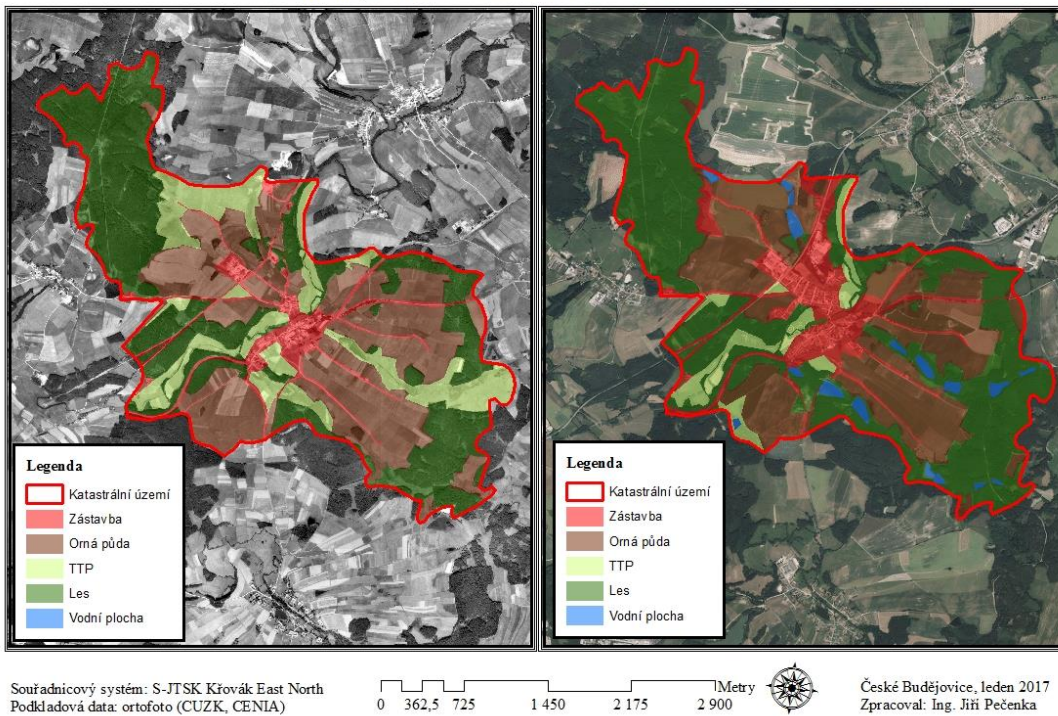 Legenda
Katastrální území
Zástavba
Orná půda
TTP
Les
Vodní plocha
Legenda
Katastrální území
Zástavba
Orná půda
TTP
Les
Vodní plocha
Souřadnicový systém: S-JTSK Křovák East North
Podkladová data: ortofoto (CUZK, CENIA)
Metry
0 362,5 725 1 450 2 175 2 900
České Budějovice, leden 2017
Zpracoval: Ing. Jiří Pečenka